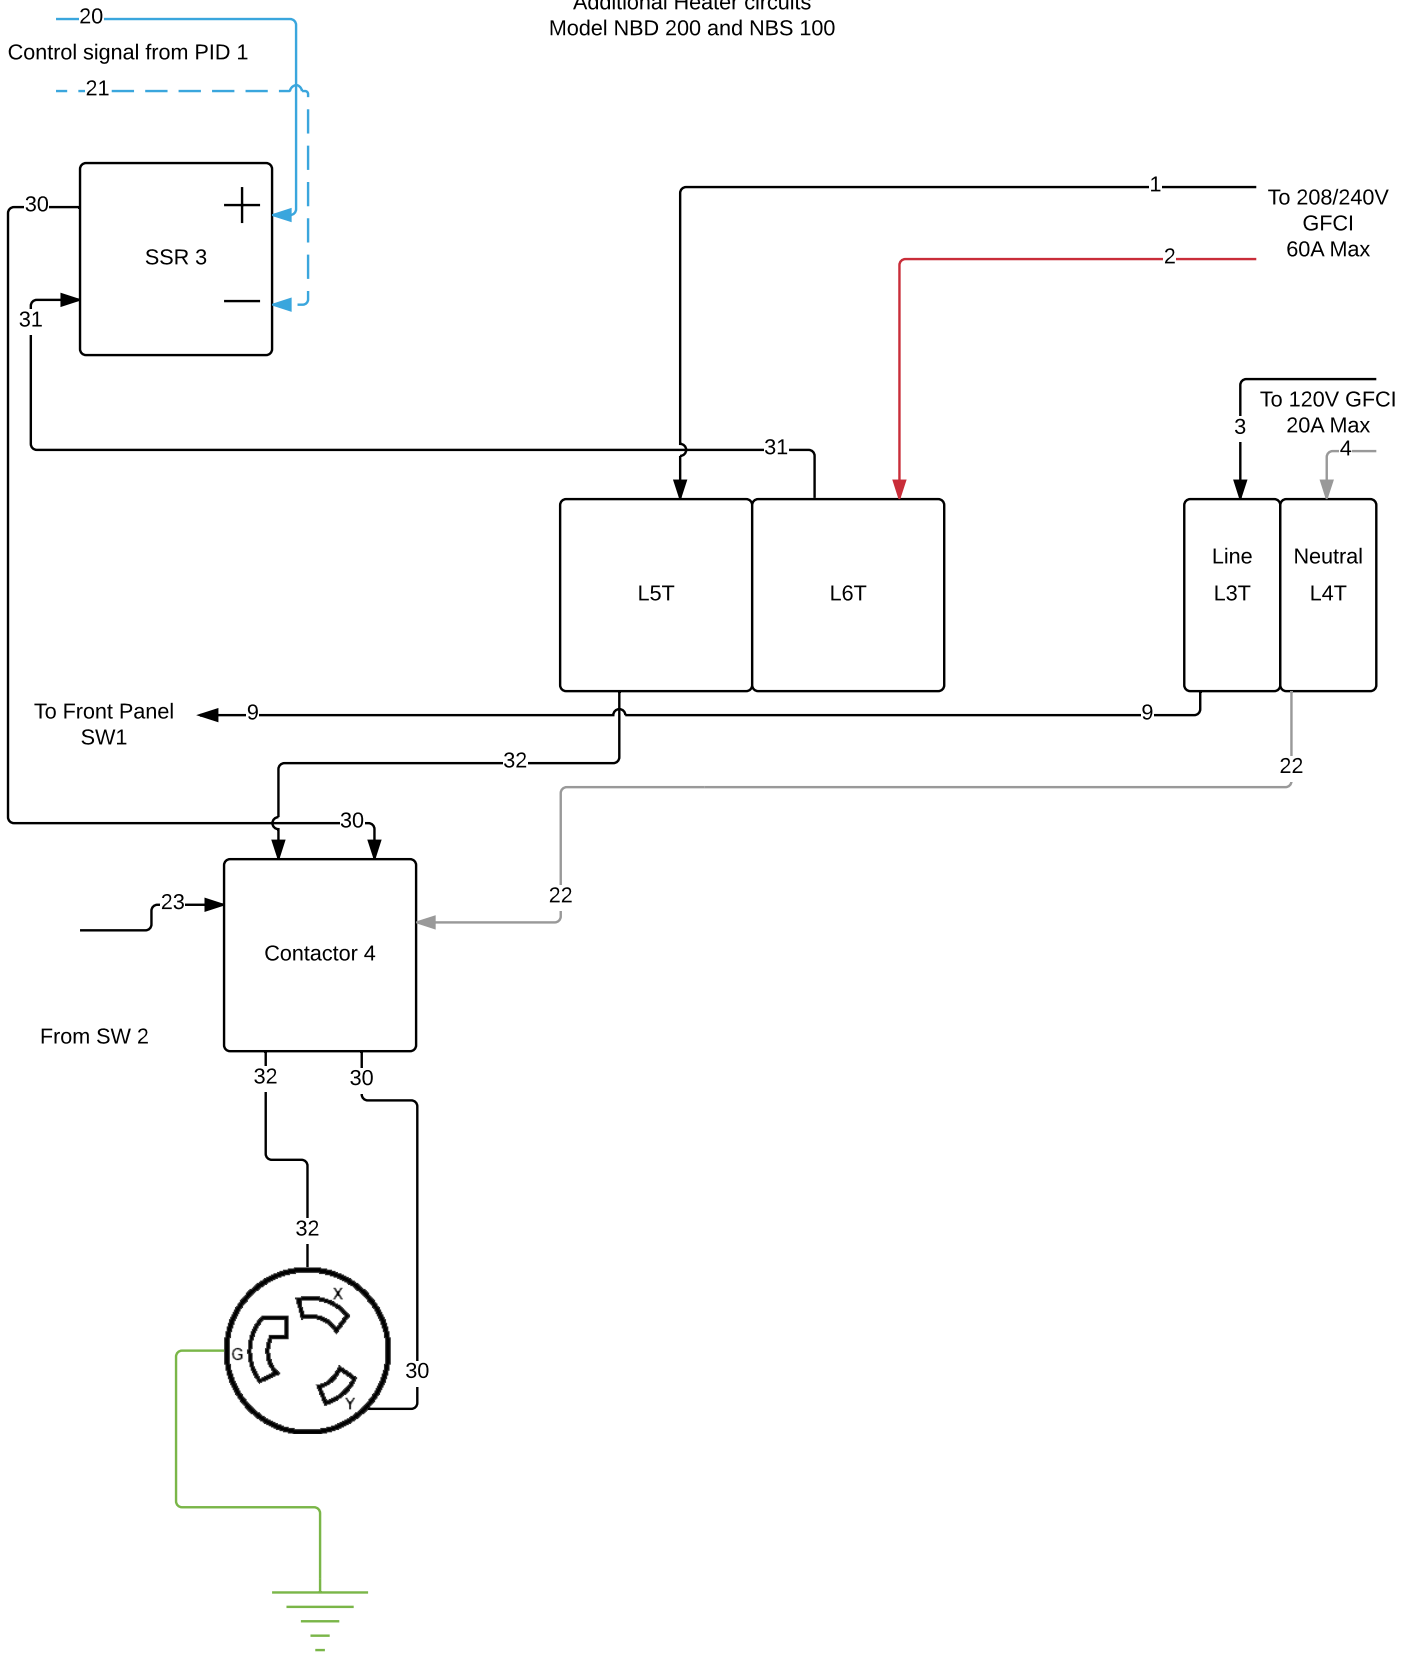 Additional Heater circuits
Model NBD 200 and NBS 100
20
Control signal from PID 1
21
30
SSR 3
31
1
To 208/240V
GFCI
60A Max
2
31
3
To 120V GFCI
20A Max
4
L5T
L6T
Line
L3T
Neutral
L4T
To Front Panel
SW1
9
9
32
22
30
22
23
Contactor 4
From SW 2
32
30
32
X
G
Y
30